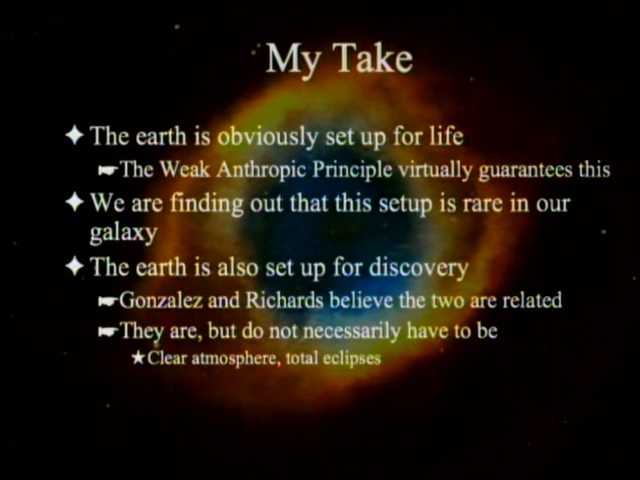 My Take
The earth is obviously set up for life
The Weak Anthropic Principle virtually guarantees this
We are finding out that this setup is rare in our
galaxy
The earth is also set up for discovery
Gonzalez and Richards believe the two are related
They are, but do not necessarily have to be
Clear atmosphere, total eclipses